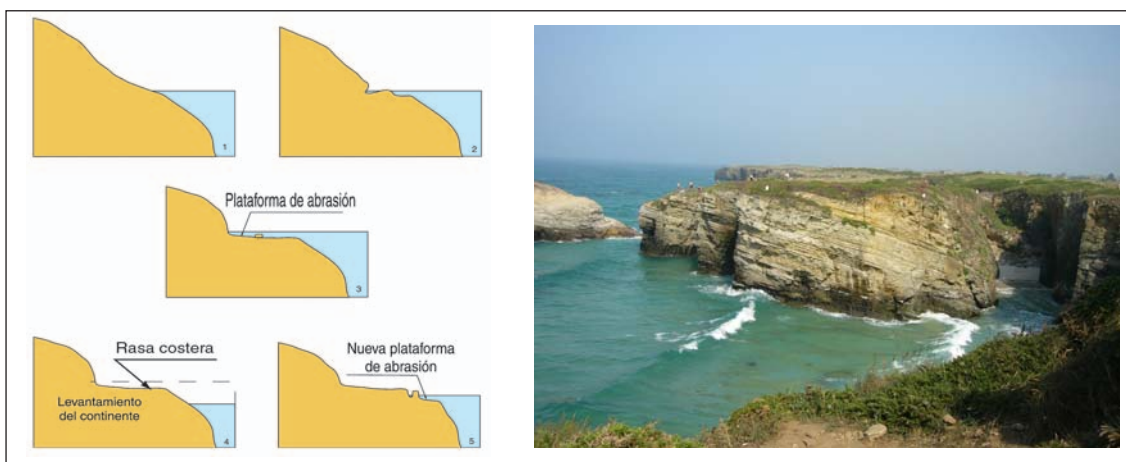 1
2
Plataforma de abrasión
3
Rasa costera
Levantamiento
del continente
4
Nueva plataforma
de abrasión
5